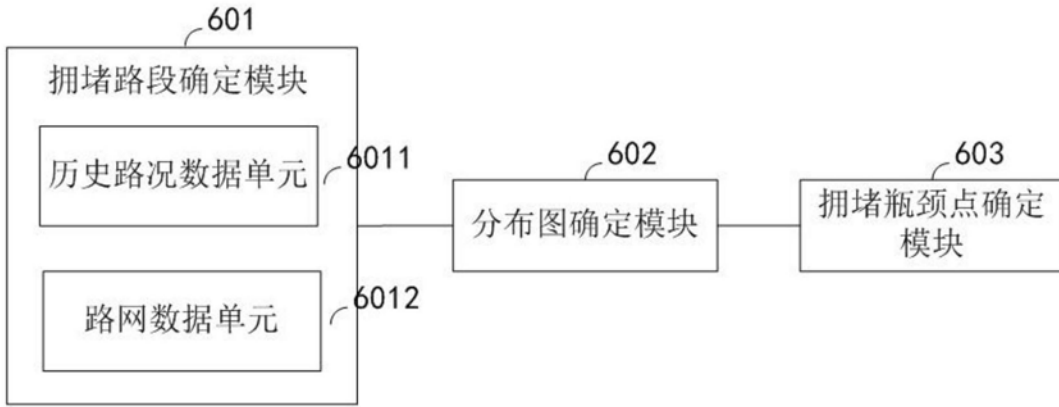 601
拥堵路段确定模块
历史路况数据单元
6011
路网数据单元
6012
602
分布图确定模块
603
拥堵瓶颈点确定
模块